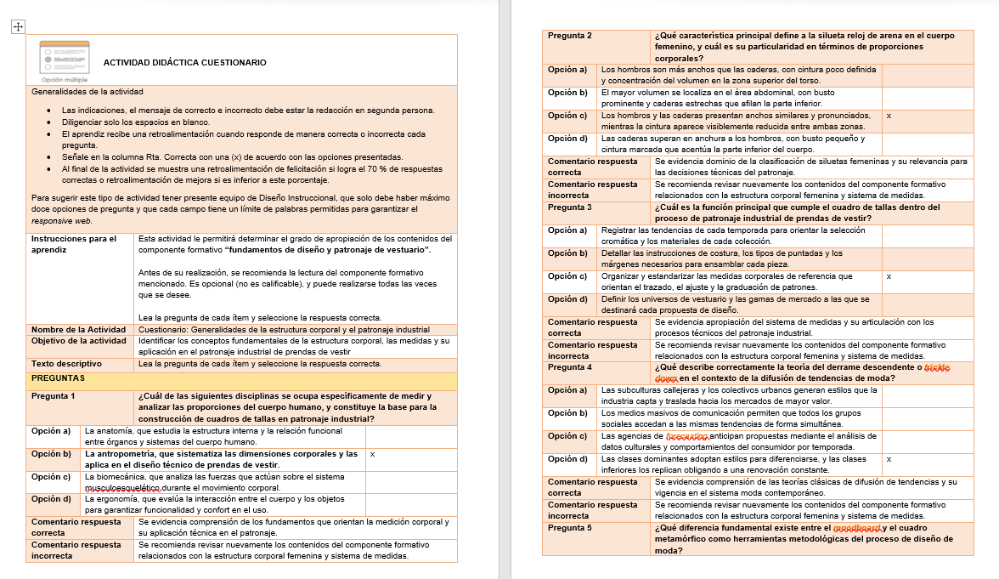 ACTIVIDAD DIDÁCTICA CUESTIONARIO
Opción múltiple
Generalidades de la actividad
• Las indicaciones, el mensaje de correcto e incorrecto debe estar la redacción en segunda persona.
• Diligenciar solo los espacios en blanco.
• El aprendiz recibe una retroalimentación cuando responde de manera correcta o incorrecta cada
pregunta.
• Señale en la columna Rta. Correcta con una (x) de acuerdo con las opciones presentadas.
• Al final de la actividad se muestra una retroalimentación de felicitación si logra el 70 % de respuestas
correctas o retroalimentación de mejora si es inferior a este porcentaje.
Para sugerir este tipo de actividad tener presente equipo de Diseño Instruccional, que solo debe haber máximo
doce opciones de pregunta y que cada campo tiene un límite de palabras permitidas para garantizar el
responsive web.
Instrucciones para el
aprendiz
Esta actividad le permitirá determinar el grado de apropiación de los contenidos del
componente formativo “fundamentos de diseño y patronaje de vestuario”.
Antes de su realización, se recomienda la lectura del componente formativo
mencionado. Es opcional (no es calificable), y puede realizarse todas las veces
que se desee.
Lea la pregunta de cada ítem y seleccione la respuesta correcta.
Nombre de la Actividad Cuestionario: Generalidades de la estructura corporal y el patronaje industrial
Objetivo de la actividad Identificar los conceptos fundamentales de la estructura corporal, las medidas y su
aplicación en el patronaje industrial de prendas de vestir
Texto descriptivo Lea la pregunta de cada ítem y seleccione la respuesta correcta.
PREGUNTAS
Pregunta 1 ¿Cuál de las siguientes disciplinas se ocupa específicamente de medir y
analizar las proporciones del cuerpo humano, y constituye la base para la
construcción de cuadros de tallas en patronaje industrial?
Opción a) La anatomía, que estudia la estructura interna y la relación funcional
entre órganos y sistemas del cuerpo humano.
Opción b) La antropometría, que sistematiza las dimensiones corporales y las x
aplica en el diseño técnico de prendas de vestir.
Opción c) La biomecánica, que analiza las fuerzas que actúan sobre el sistema
musculoesquelético durante el movimiento corporal.
Opción d) La ergonomía, que evalúa la interacción entre el cuerpo y los objetos
para garantizar funcionalidad y confort en el uso.
Comentario respuesta
correcta
Se evidencia comprensión de los fundamentos que orientan la medición corporal y
su aplicación técnica en el patronaje.
Comentario respuesta
incorrecta
Se recomienda revisar nuevamente los contenidos del componente formativo
relacionados con la estructura corporal femenina y sistema de medidas.
Pregunta 2 ¿Qué característica principal define a la silueta reloj de arena en el cuerpo
femenino, y cuál es su particularidad en términos de proporciones
corporales?
Opción a) Los hombros son más anchos que las caderas, con cintura poco definida
y concentración del volumen en la zona superior del torso.
Opción b) El mayor volumen se localiza en el área abdominal, con busto
prominente y caderas estrechas que afilan la parte inferior.
Opción c) Los hombros y las caderas presentan anchos similares y pronunciados, x
mientras la cintura aparece visiblemente reducida entre ambas zonas.
Opción d) Las caderas superan en anchura a los hombros, con busto pequeño y
cintura marcada que acentúa la parte inferior del cuerpo.
Comentario respuesta
correcta
Se evidencia dominio de la clasificación de siluetas femeninas y su relevancia para
las decisiones técnicas del patronaje.
Comentario respuesta
incorrecta
Se recomienda revisar nuevamente los contenidos del componente formativo
relacionados con la estructura corporal femenina y sistema de medidas.
Pregunta 3 ¿Cuál es la función principal que cumple el cuadro de tallas dentro del
proceso de patronaje industrial de prendas de vestir?
Opción a) Registrar las tendencias de cada temporada para orientar la selección
cromática y los materiales de cada colección.
Opción b) Detallar las instrucciones de costura, los tipos de puntadas y los
márgenes necesarios para ensamblar cada pieza.
Opción c) Organizar y estandarizar las medidas corporales de referencia que x
orientan el trazado, el ajuste y la graduación de patrones.
Opción d) Definir los universos de vestuario y las gamas de mercado a las que se
destinará cada propuesta de diseño.
Comentario respuesta
correcta
Se evidencia apropiación del sistema de medidas y su articulación con los
procesos técnicos del patronaje industrial.
Comentario respuesta
incorrecta
Se recomienda revisar nuevamente los contenidos del componente formativo
relacionados con la estructura corporal femenina y sistema de medidas.
Pregunta 4 ¿Qué describe correctamente la teoría del derrame descendente o trickle
down en el contexto de la difusión de tendencias de moda?
Opción a) Las subculturas callejeras y los colectivos urbanos generan estilos que la
industria capta y traslada hacia los mercados de mayor valor.
Opción b) Los medios masivos de comunicación permiten que todos los grupos
sociales accedan a las mismas tendencias de forma simultánea.
Opción c) Las agencias de forecasting anticipan propuestas mediante el análisis de
datos culturales y comportamientos del consumidor por temporada.
Opción d) Las clases dominantes adoptan estilos para diferenciarse, y las clases x
inferiores los replican obligando a una renovación constante.
Comentario respuesta
correcta
Se evidencia comprensión de las teorías clásicas de difusión de tendencias y su
vigencia en el sistema moda contemporáneo.
Comentario respuesta
incorrecta
Se recomienda revisar nuevamente los contenidos del componente formativo
relacionados con la estructura corporal femenina y sistema de medidas.
Pregunta 5 ¿Qué diferencia fundamental existe entre el moodboard y el cuadro
metamórfico como herramientas metodológicas del proceso de diseño de
moda?